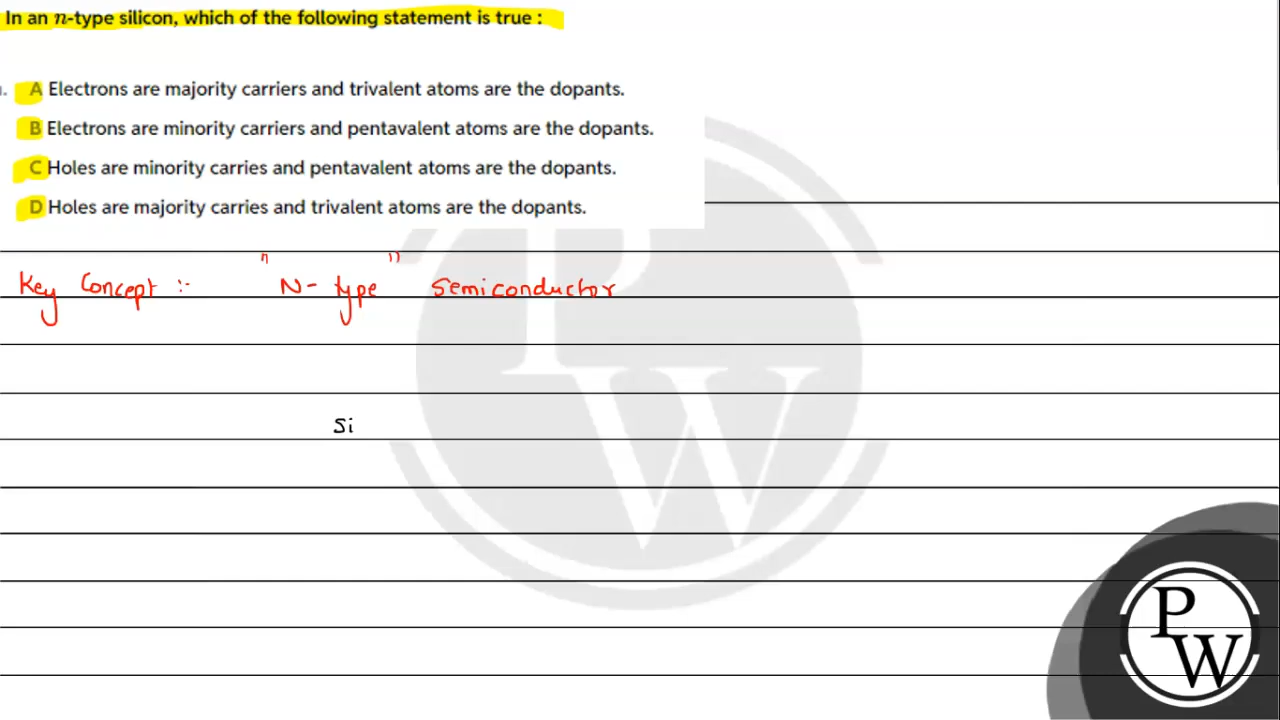 In an n-type silicon, which of the following statement is true :
A Electrons are majority carriers and trivalent atoms are the dopants.
B Electrons are minority carriers and pentavalent atoms are the dopants.
C Holes are minority carries and pentavalent atoms are the dopants.
D Holes are majority carries and trivalent atoms are the dopants.
Key Concept :- "N-type" Semiconductor
Si
PW
PW